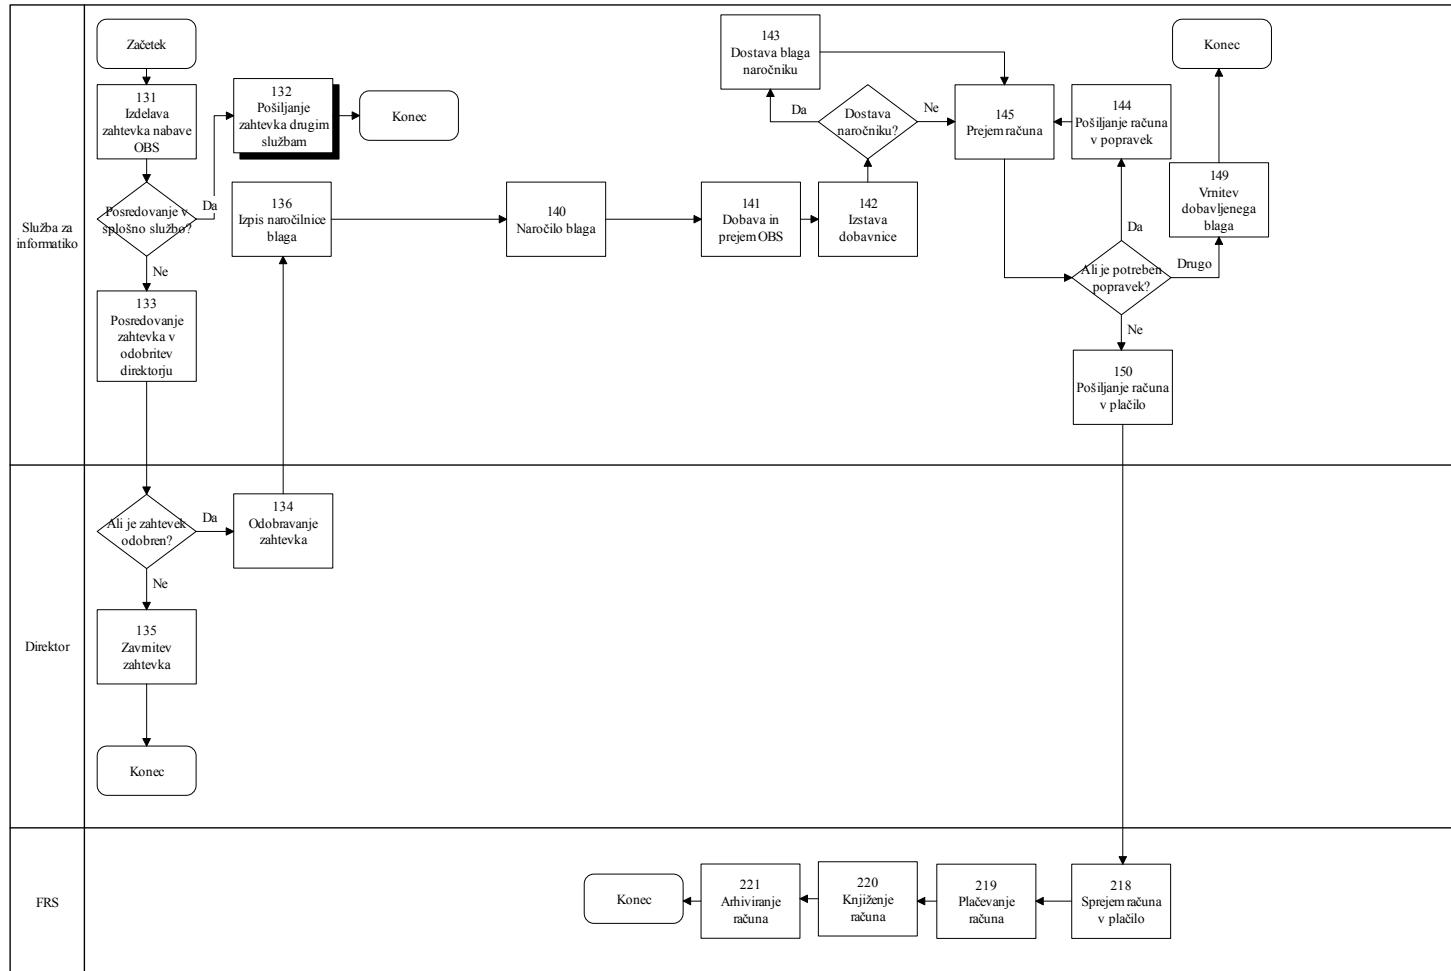 Služba za
informatiko
Začetek
131
Izdelava
zahtevka nabave
OBS
Posredovanje v
splošno službo?
Da
Ne
132
Pošiljanje
zahtevka drugim
službam
Konec
133
Posredovanje
zahtevka v
odobritev
direktorju
136
Izpis naročilnice
blaga
140
Naročilo blaga
141
Dobava in
prejem OBS
142
Izstava
dobavnice
Dostava
naročniku?
Da
Ne
143
Dostava blaga
naročniku
145
Prejem računa
144
Pošiljanje računa
v popravek
Ali je potreben
popravek?
Da
Drugo
Ne
149
Vrnitev
dobavljenega
blaga
Konec
150
Pošiljanje računa
v plačilo
Direktor
Ali je zahtevek
odobren?
Da
Ne
134
Odobravanje
zahtevka
135
Zavrnitev
zahtevka
Konec
FRS
Konec
221
Arhiviranje
računa
220
Knjiženje
računa
219
Plačevanje
računa
218
Sprejem računa
v plačilo